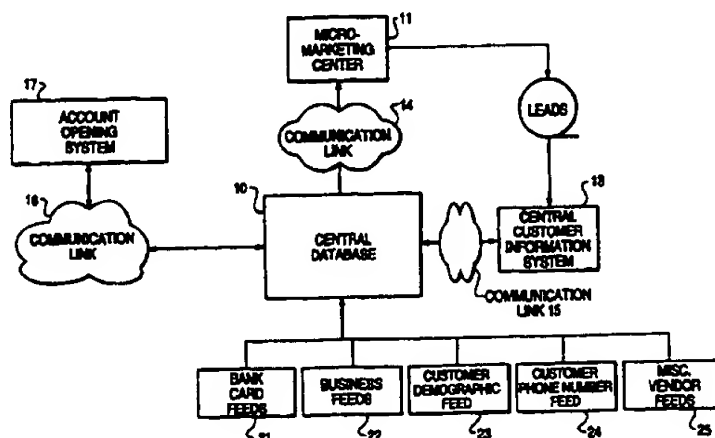 11
MICRO-
MARKETING
CENTER
17
ACCOUNT
OPENING
SYSTEM
14
COMMUNICATION
LINK
LEADS
16
COMMUNICATION
LINK
10
CENTRAL
DATABASE
13
CENTRAL
CUSTOMER
INFORMATION
SYSTEM
COMMUNICATION
LINK 15
BANK
CARD
FEEDS
21
BUSINESS
FEEDS
22
CUSTOMER
DEMOGRAPHIC
FEED
23
CUSTOMER
PHONE NUMBER
FEED
24
MISC.
VENDOR
FEEDS
25